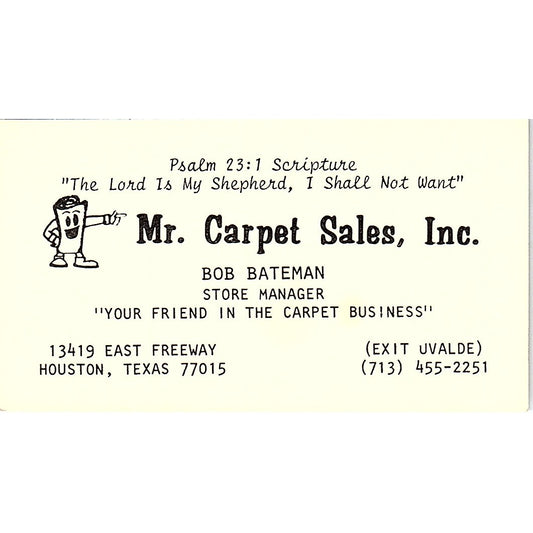 Psalm 23:1 Scripture
"The Lord Is My Shepherd, I Shall Not Want"
Mr. Carpet Sales, Inc.
BOB BATEMAN
STORE MANAGER
"YOUR FRIEND IN THE CARPET BUSINESS"
13419 EAST FREEWAY
HOUSTON, TEXAS 77015
(EXIT UVALDE)
(713) 455-2251